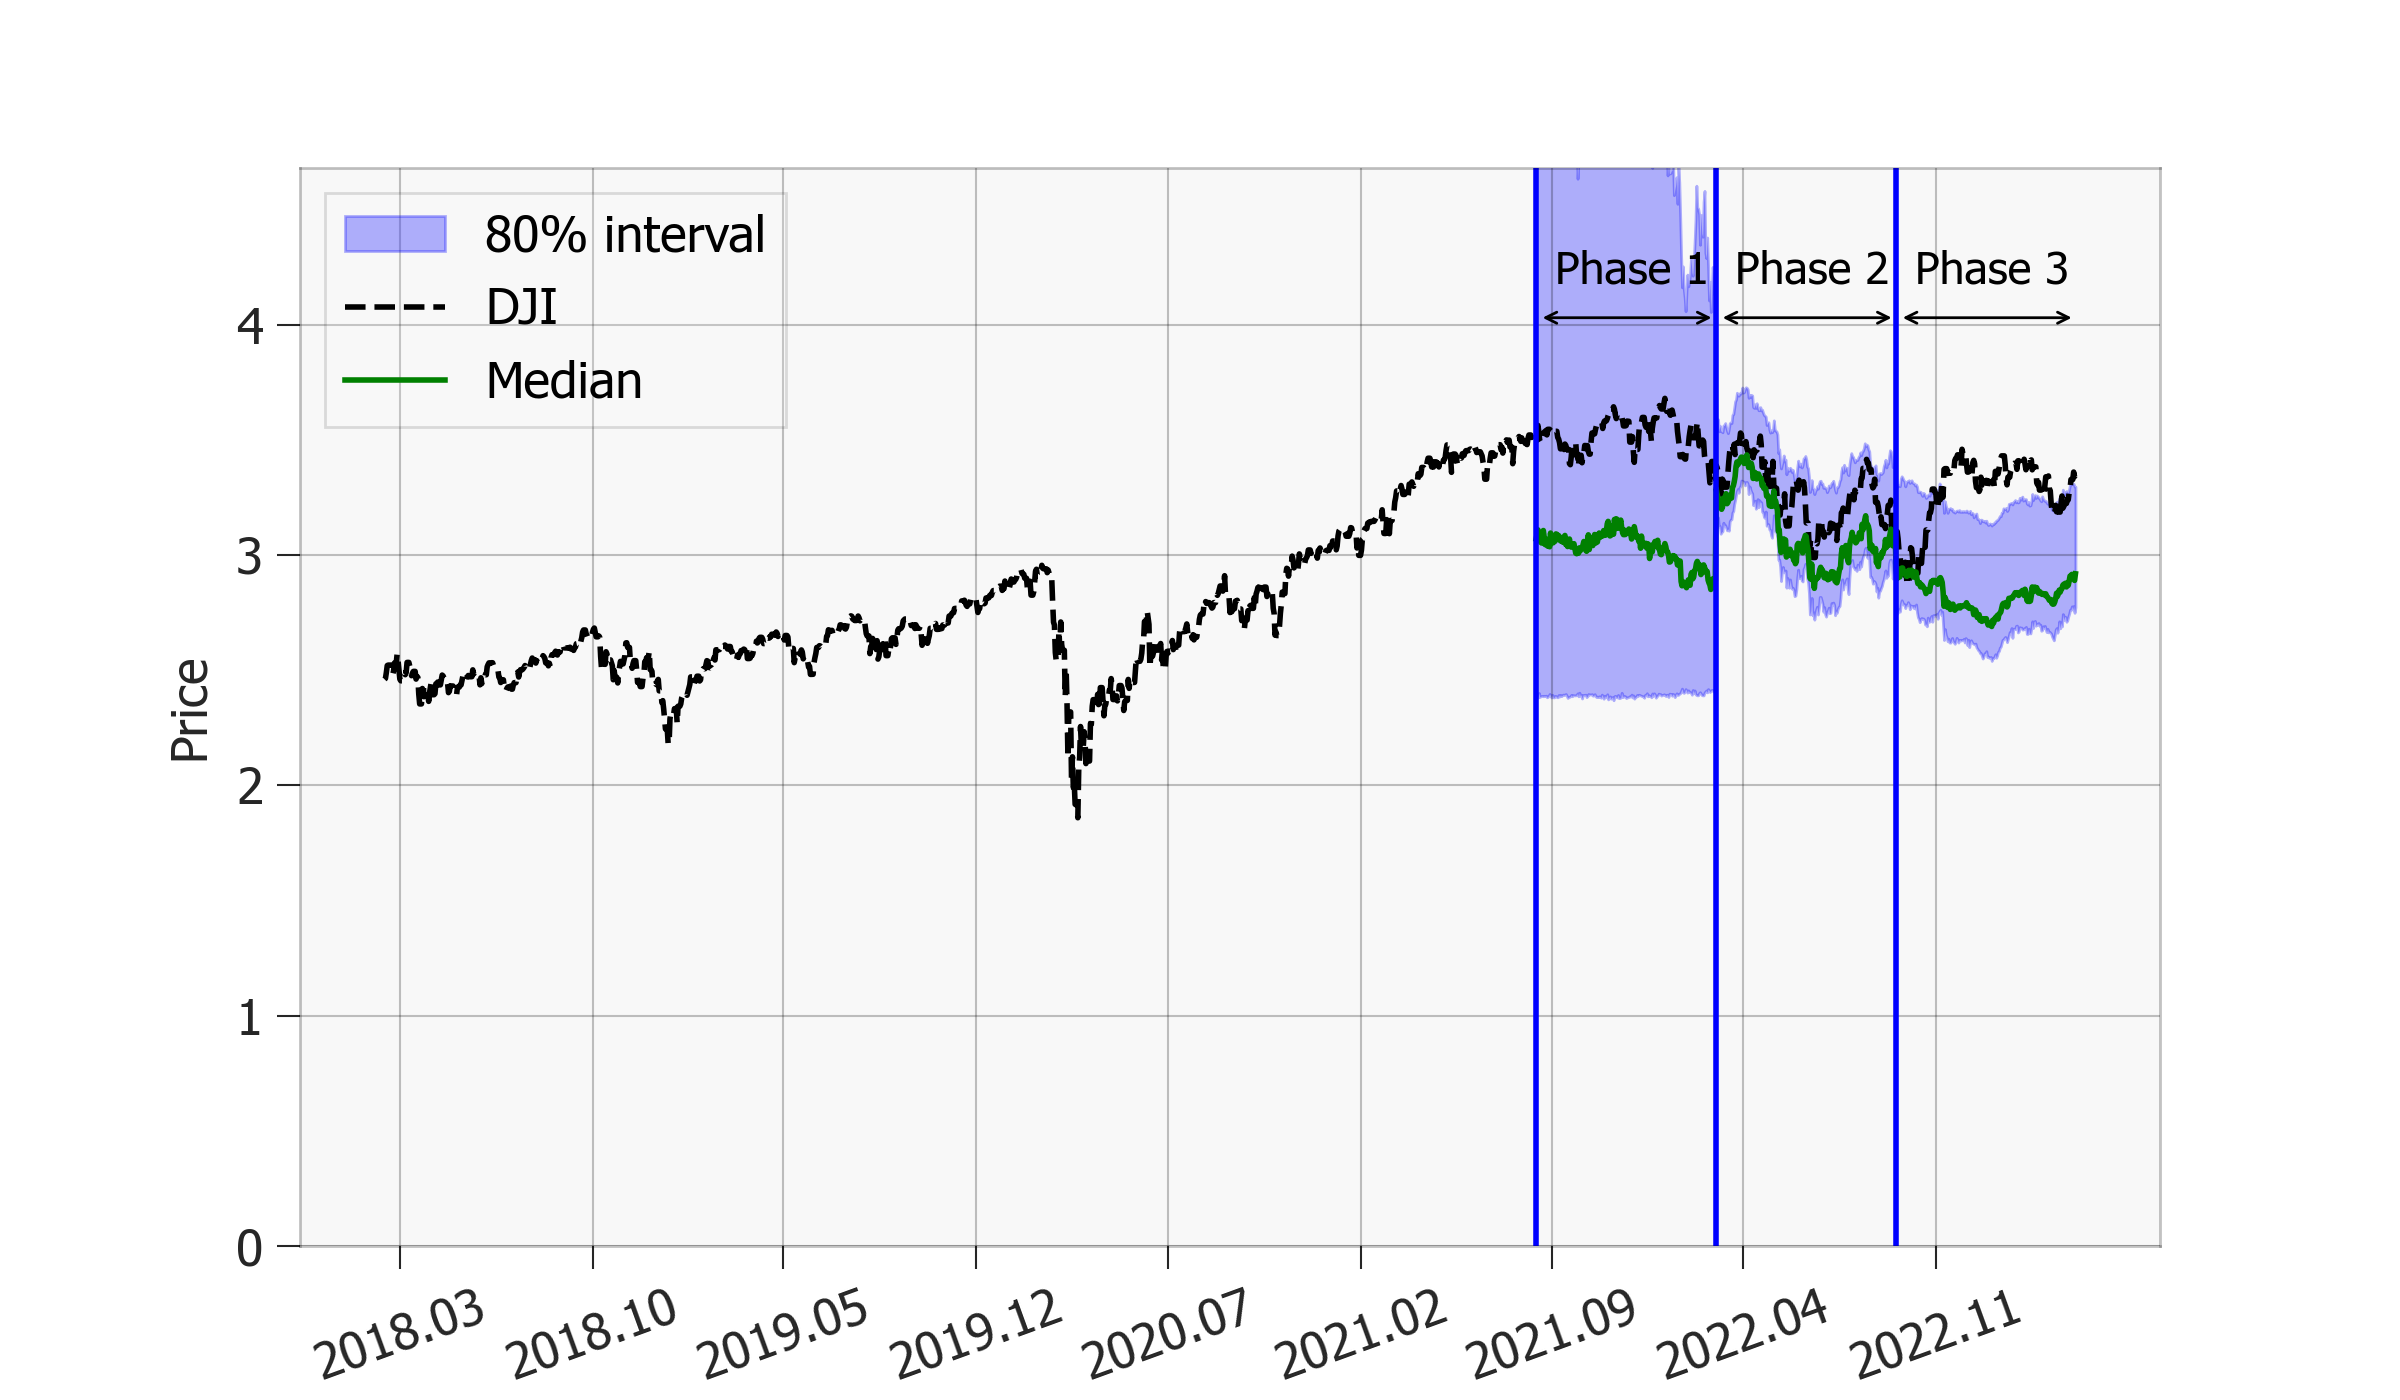 80% interval
DJI
Median
Phase 1
Phase 2
Phase 3
Price
4
3
2
1
0
2018.03
2018.10
2019.05
2019.12
2020.07
2021.02
2021.09
2022.04
2022.11